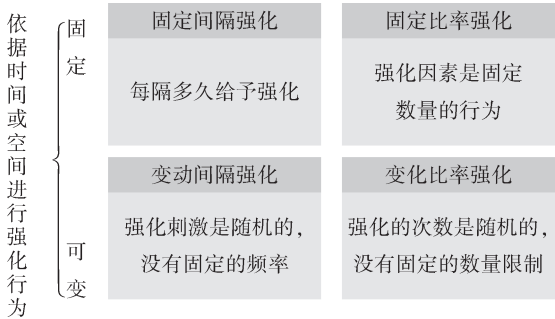 依据时间或空间进行强化行为
固定
固定间隔强化
每隔多久给予强化
固定比率强化
强化因素是固定
数量的行为
可变
变动间隔强化
强化刺激是随机的，
没有固定的频率
变化比率强化
强化的次数是随机的，
没有固定的数量限制